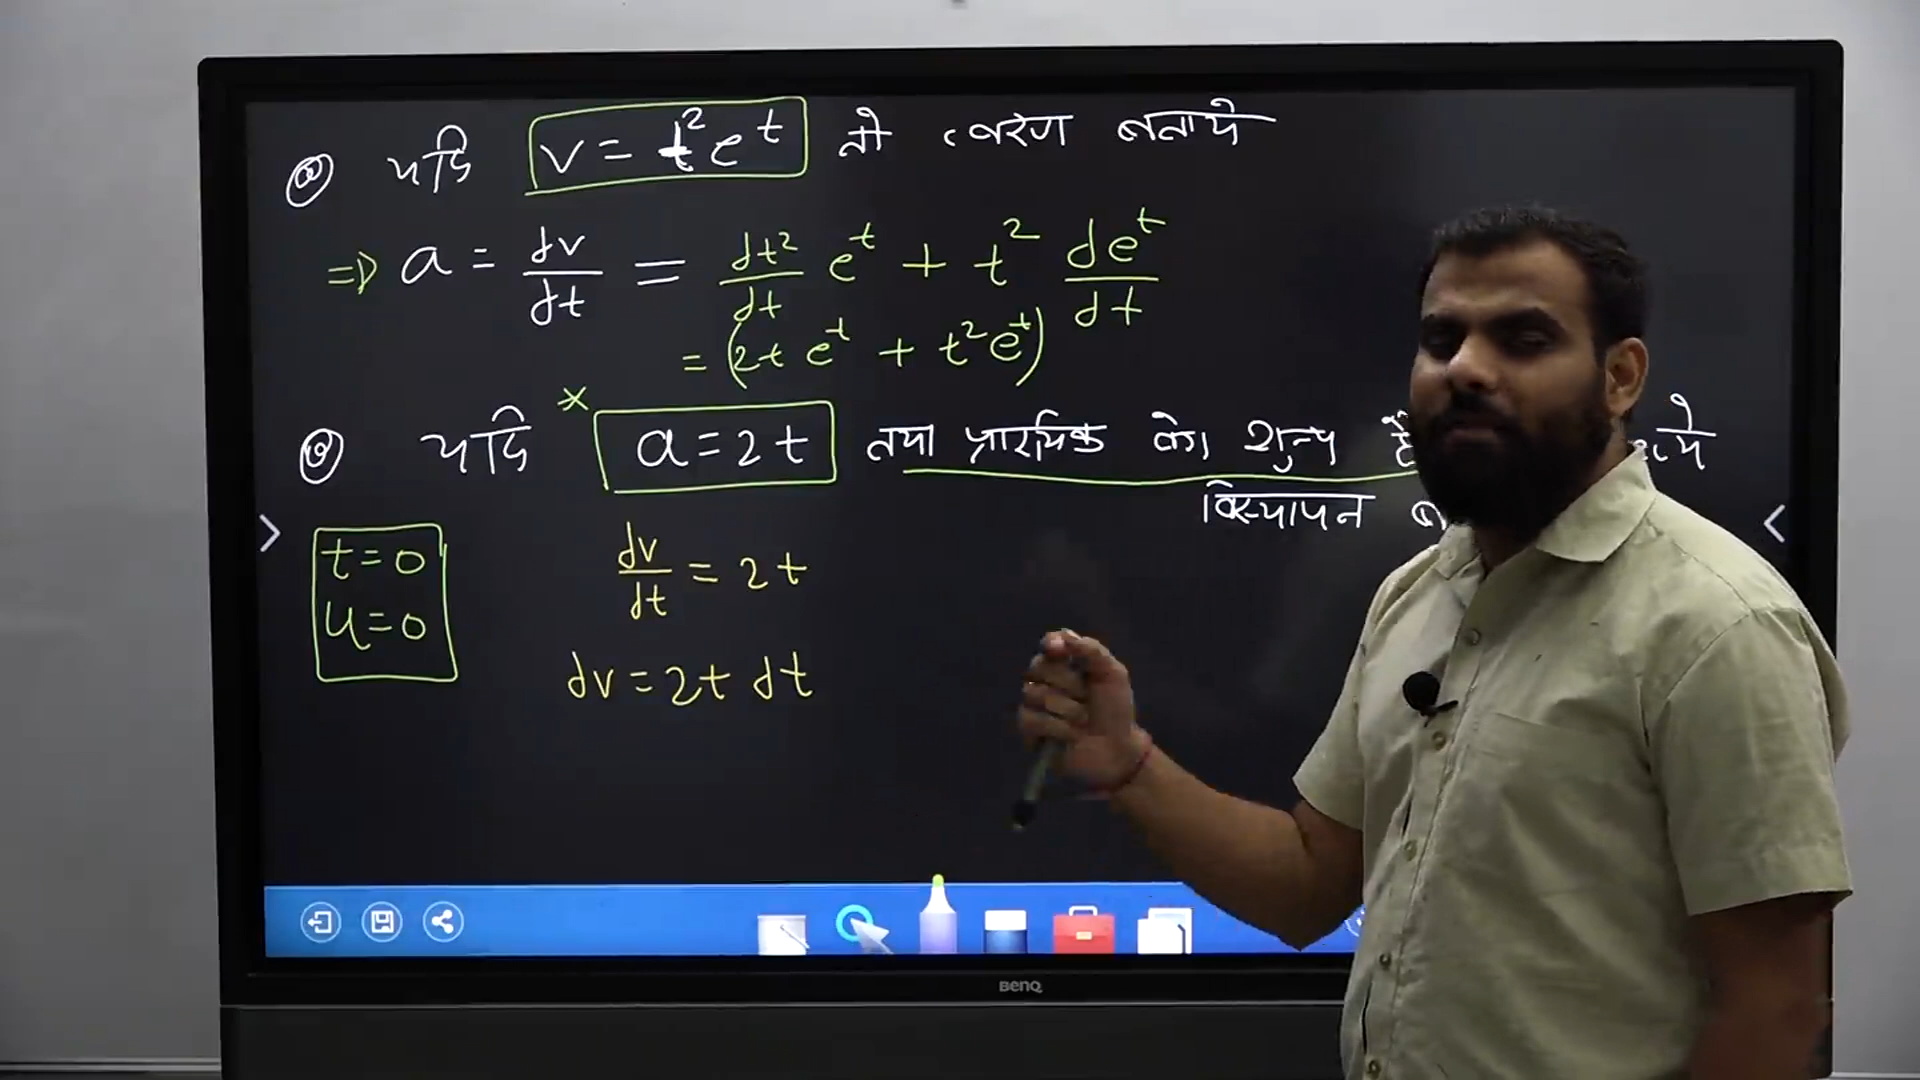 यदि v = t²eᵗ तो त्वरण बताये
⇒ a = dv/dt = dt²/dt eᵗ + t² deᵗ/dt
= (2t eᵗ + t²eᵗ)
*
यदि a = 2t तथा प्रारम्भिक वेग शुन्य है
विस्थापन
t = 0
u = 0
dv/dt = 2t
dv = 2t dt
BenQ